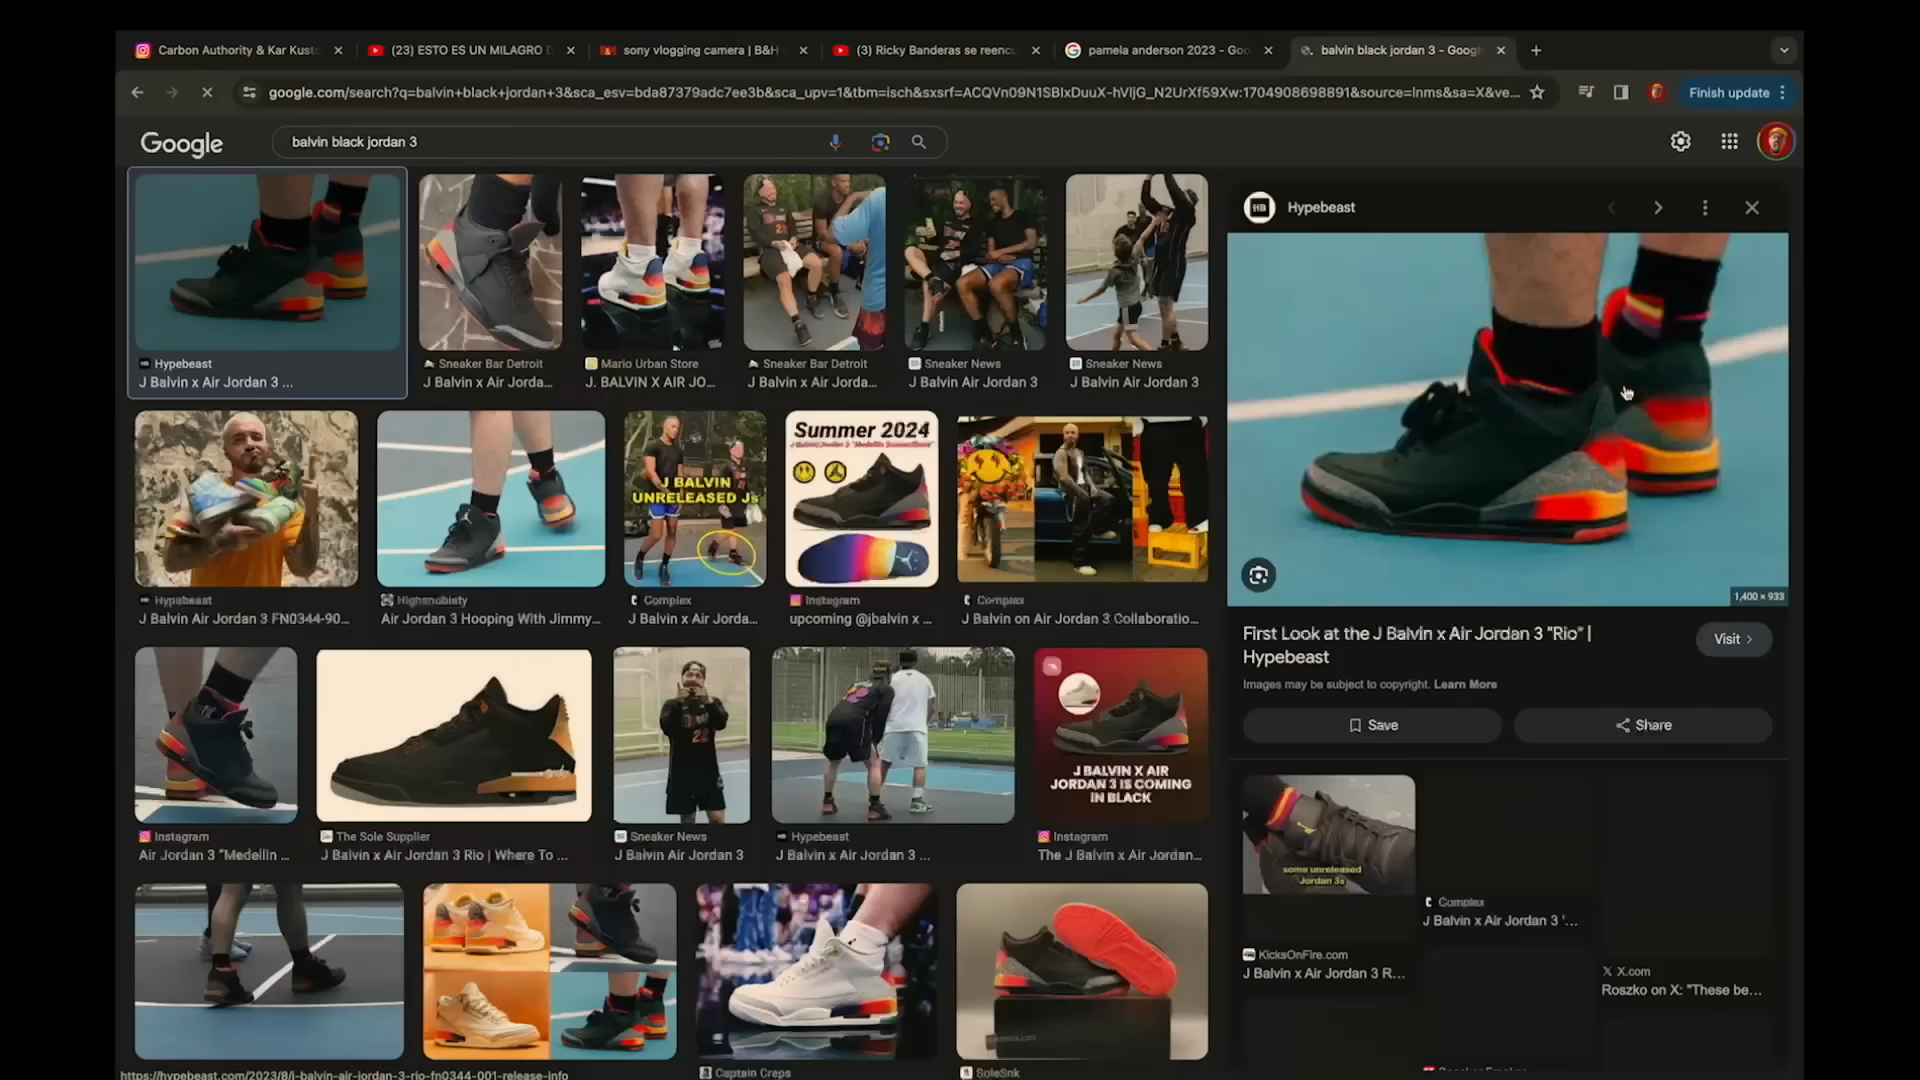 Carbon Authority & Kar Kusto
(23) ESTO ES UN MILAGRO D
sony vlogging camera | B&H
(3) Ricky Banderas se reencu
pamela anderson 2023 - Goo
balvin black jordan 3 - Googl
google.com/search?q=balvin+black+jordan+3&sca_esv=bda87379adc7ee3b&sca_upv=1&tbm=isch&sxsrf=ACQVn09N1SBIxDuuX-hVIjG_N2UrXf59Xw:1704908698891&source=lnms&sa=X&ve...
Finish update
Google
balvin black jordan 3
Hypebeast
J Balvin x Air Jordan 3 ...
Sneaker Bar Detroit
J Balvin x Air Jorda...
Mario Urban Store
J. BALVIN X AIR JO...
Sneaker Bar Detroit
J Balvin x Air Jorda...
Sneaker News
J Balvin Air Jordan 3
Sneaker News
J Balvin Air Jordan 3
J BALVIN
UNRELEASED Js
Summer 2024
Hypebeast
J Balvin Air Jordan 3 FN0344-90...
Highsnobiety
Air Jordan 3 Hooping With Jimmy...
Complex
J Balvin x Air Jorda...
Instagram
upcoming @jbalvin x ...
Complex
J Balvin on Air Jordan 3 Collaboratio...
22
J BALVIN X AIR
JORDAN 3 IS COMING
IN BLACK
Instagram
Air Jordan 3 "Medellin ...
The Sole Supplier
J Balvin x Air Jordan 3 Rio | Where To ...
Sneaker News
J Balvin Air Jordan 3
Hypebeast
J Balvin x Air Jordan 3 ...
Instagram
The J Balvin x Air Jordan...
Captain Creps
SoleSnk
https://hypebeast.com/2023/8/j-balvin-air-jordan-3-rio-fn0344-001-release-info
HB
Hypebeast
1,400 × 933
First Look at the J Balvin x Air Jordan 3 "Rio" |
Hypebeast
Visit
Images may be subject to copyright. Learn More
Save
Share
some unreleased
Jordan 3s
KicksOnFire.com
J Balvin x Air Jordan 3 R...
Complex
J Balvin x Air Jordan 3 '...
X.com
Roszko on X: "These be...